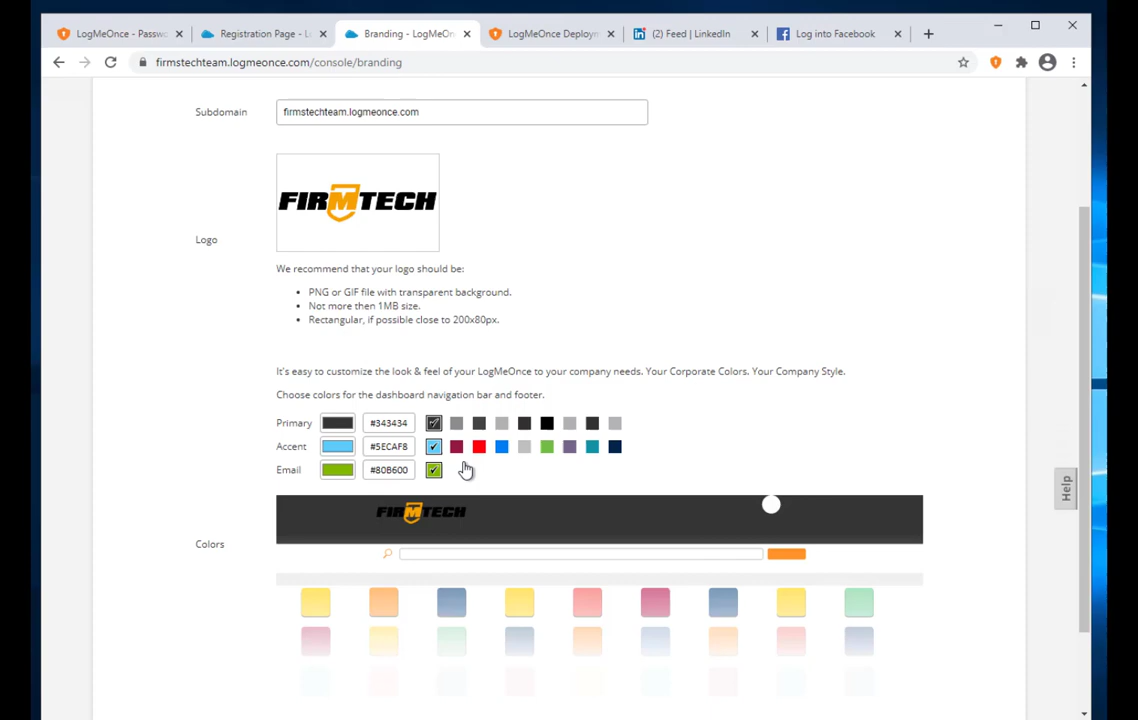 LogMeOnce - Passw
Registration Page - L
Branding - LogMeOn
LogMeOnce Deploym
(2) Feed | LinkedIn
Log into Facebook
firmstechteam.logmeonce.com/console/branding
Subdomain
firmstechteam.logmeonce.com
FIRMTECH
Logo
We recommend that your logo should be:
• PNG or GIF file with transparent background.
• Not more then 1MB size.
• Rectangular, if possible close to 200x80px.
It's easy to customize the look & feel of your LogMeOnce to your company needs. Your Corporate Colors. Your Company Style.
Choose colors for the dashboard navigation bar and footer.
Primary #343434
Accent #5ECAF8
Email #80B600
FIRMTECH
Colors
Help